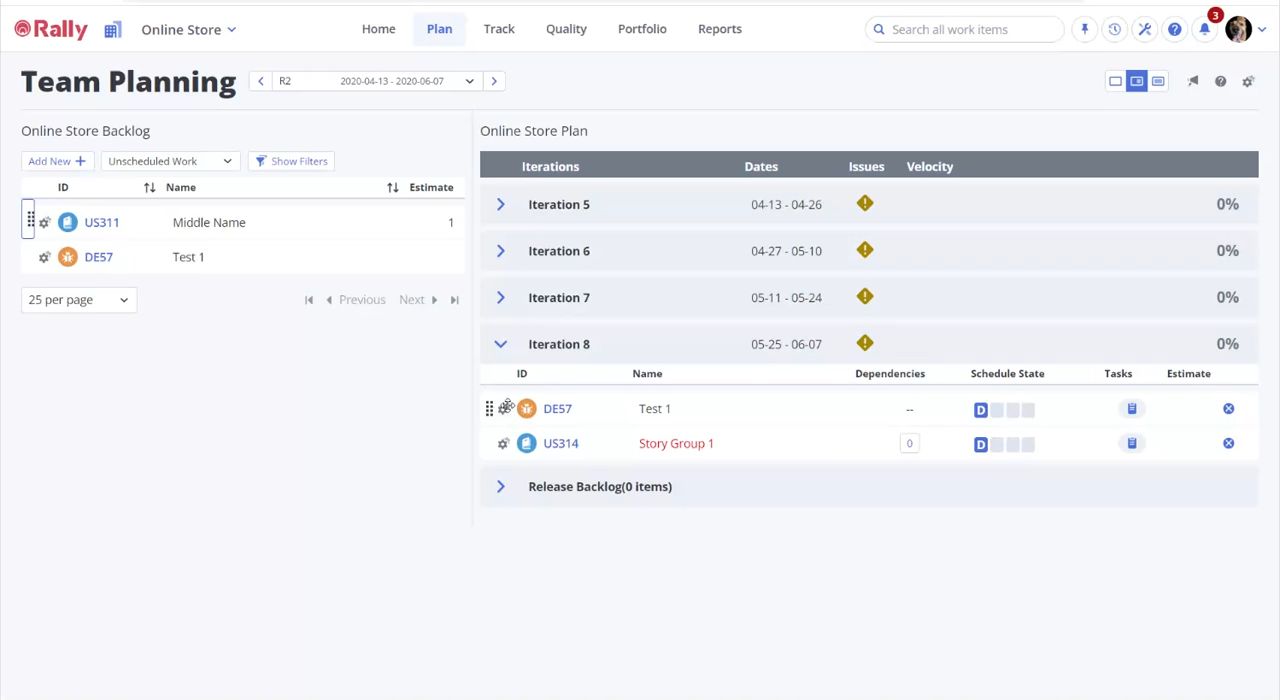 Rally Online Store Home Plan Track Quality Portfolio Reports Search all work items 3
Team Planning R2 2020-04-13 - 2020-06-07
Online Store Backlog
Add New Unscheduled Work Show Filters
ID Name Estimate
US311 Middle Name 1
DE57 Test 1
25 per page Previous Next
Online Store Plan
Iterations Dates Issues Velocity
Iteration 5 04-13 - 04-26 0%
Iteration 6 04-27 - 05-10 0%
Iteration 7 05-11 - 05-24 0%
Iteration 8 05-25 - 06-07 0%
ID Name Dependencies Schedule State Tasks Estimate
DE57 Test 1 -- D
US314 Story Group 1 0 D
Release Backlog(0 items)